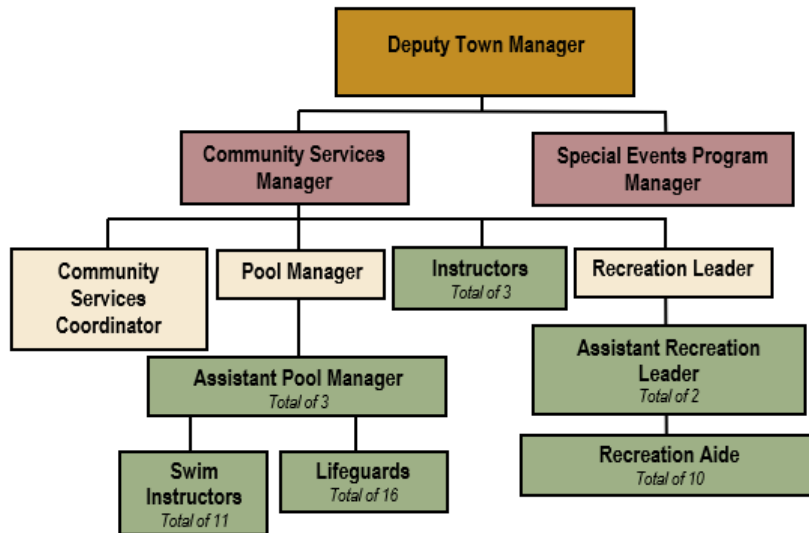 Deputy Town Manager
Community Services
Manager
Special Events Program
Manager
Community
Services
Coordinator
Pool Manager
Instructors
Total of 3
Recreation Leader
Assistant Pool Manager
Total of 3
Assistant Recreation
Leader
Total of 2
Swim
Instructors
Total of 11
Lifeguards
Total of 16
Recreation Aide
Total of 10